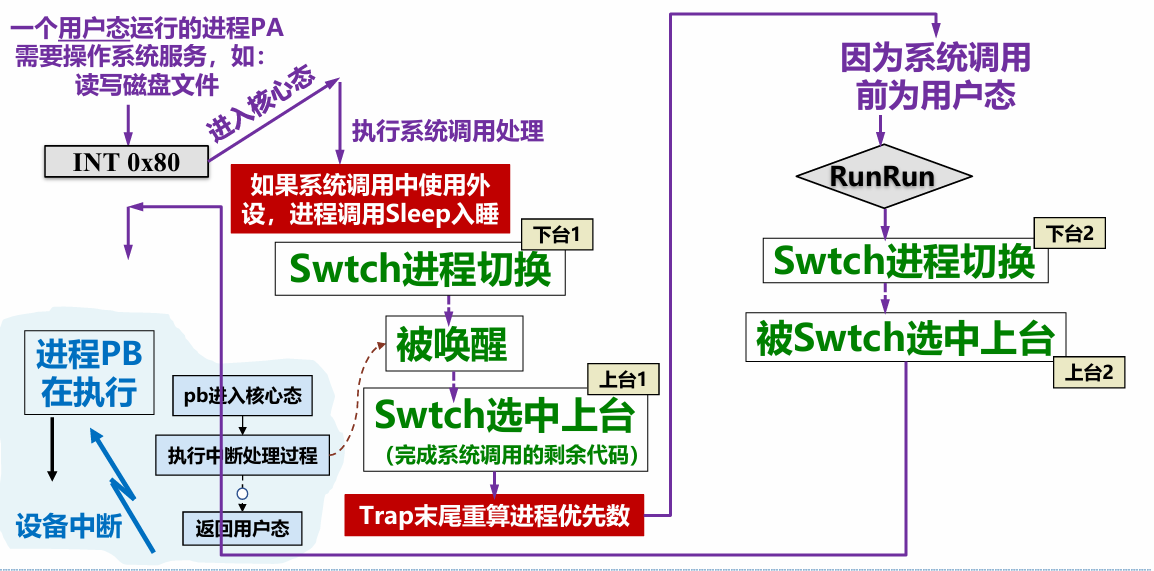 一个用户态运行的进程PA
需要操作系统服务，如：
读写磁盘文件
INT 0x80
进入核心态
执行系统调用处理
如果系统调用中使用外
设，进程调用Sleep入睡
下台1
Swtch进程切换
被唤醒
上台1
Swtch选中上台
（完成系统调用的剩余代码）
Trap末尾重算进程优先数
因为系统调用
前为用户态
RunRun
下台2
Swtch进程切换
被Swtch选中上台
上台2
进程PB
在执行
设备中断
pb进入核心态
执行中断处理过程
返回用户态